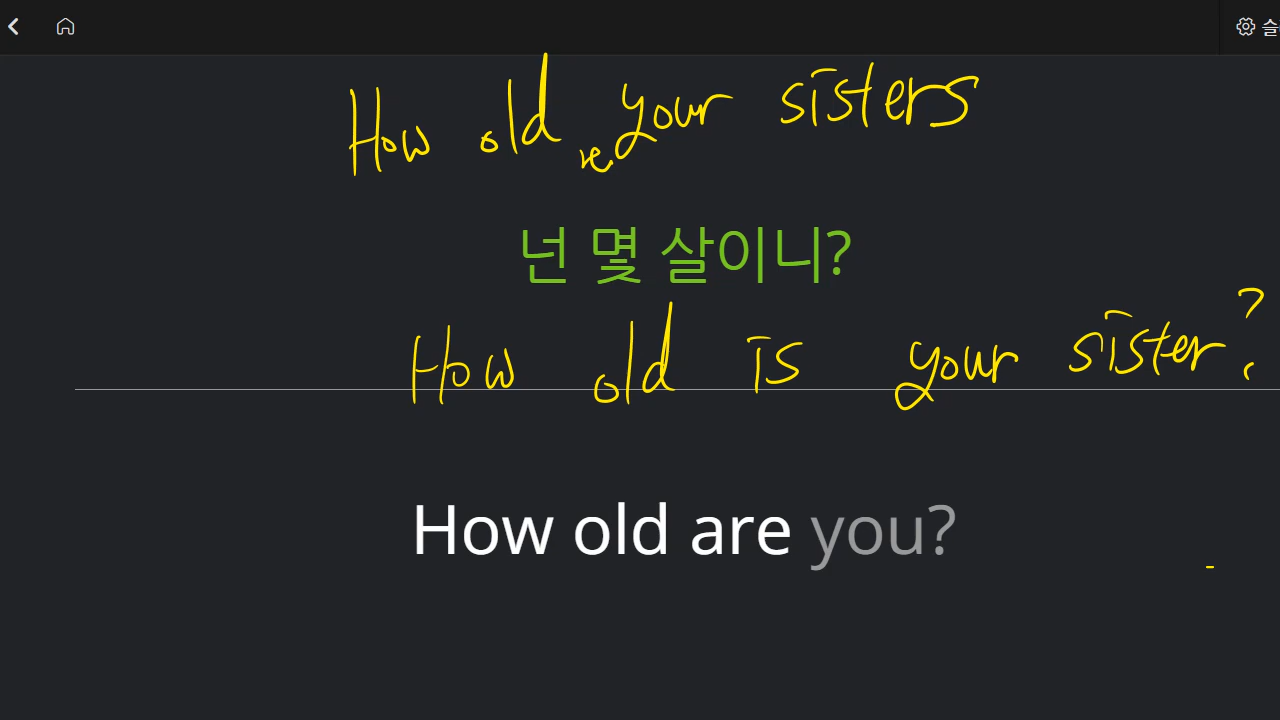 슬
How old re your sisters
넌 몇 살이니?
How old is your sister?
How old are you?